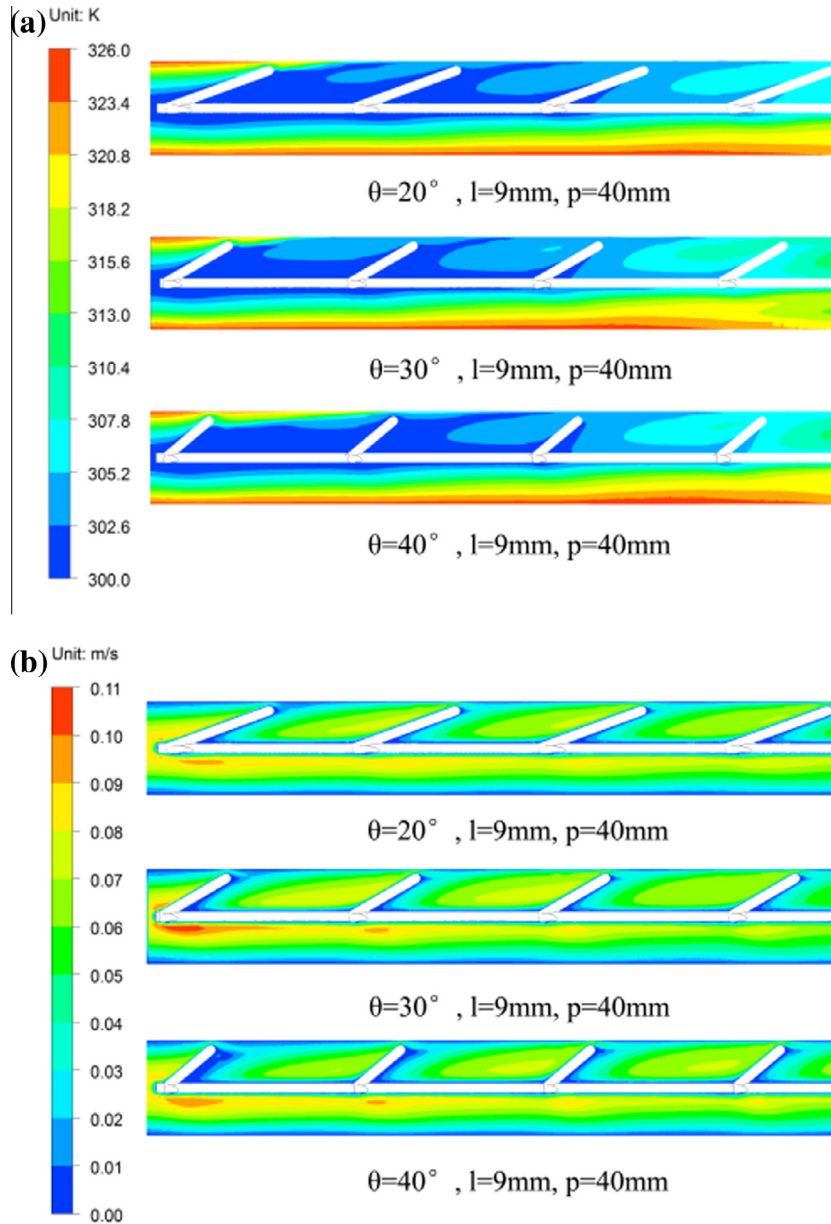 (a) Unit: K
326.0
323.4
320.8
318.2
315.6
313.0
310.4
307.8
305.2
302.6
300.0
θ=20° , l=9mm, p=40mm
θ=30° , l=9mm, p=40mm
θ=40° , l=9mm, p=40mm
(b) Unit: m/s
0.11
0.10
0.09
0.08
0.07
0.06
0.05
0.04
0.03
0.02
0.01
0.00
θ=20° , l=9mm, p=40mm
θ=30° , l=9mm, p=40mm
θ=40° , l=9mm, p=40mm